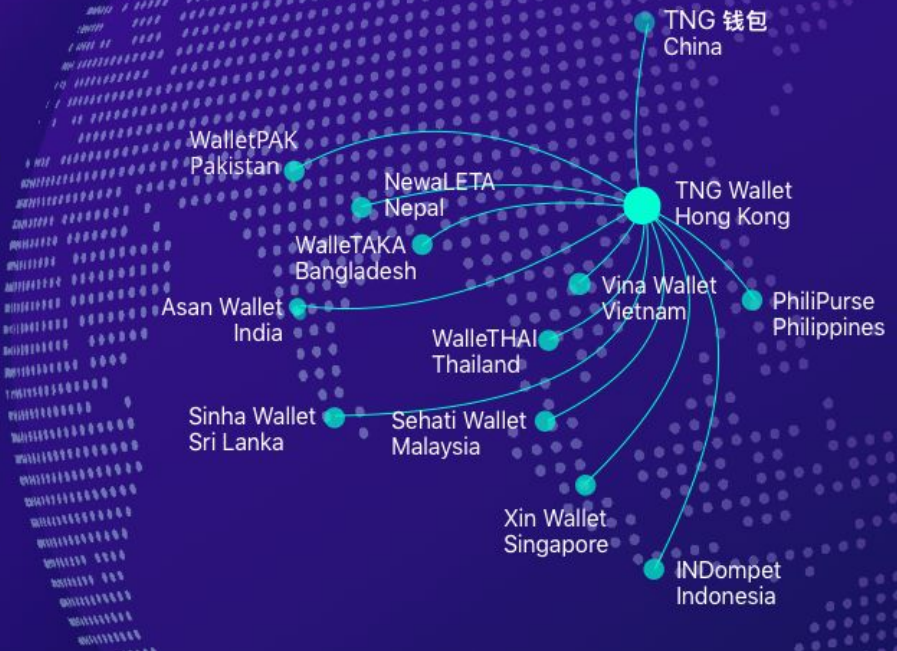 TNG 钱包
China
WalletPAK
Pakistan
NewaLETA
Nepal
TNG Wallet
Hong Kong
WalleTAKA
Bangladesh
Vina Wallet
Vietnam
Asan Wallet
India
PhiliPurse
Philippines
WalleTHAI
Thailand
Sinha Wallet
Sri Lanka
Sehati Wallet
Malaysia
Xin Wallet
Singapore
INDompet
Indonesia